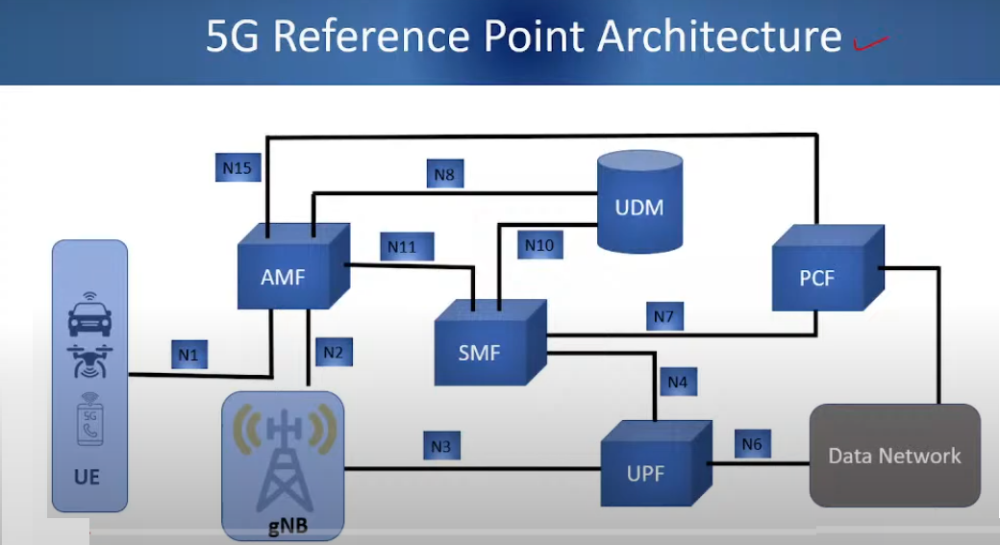 5G Reference Point Architecture
N15
N8
UDM
N11
N10
AMF
PCF
N7
N1
N2
SMF
N4
5G
N3
N6
UPF
Data Network
UE
gNB